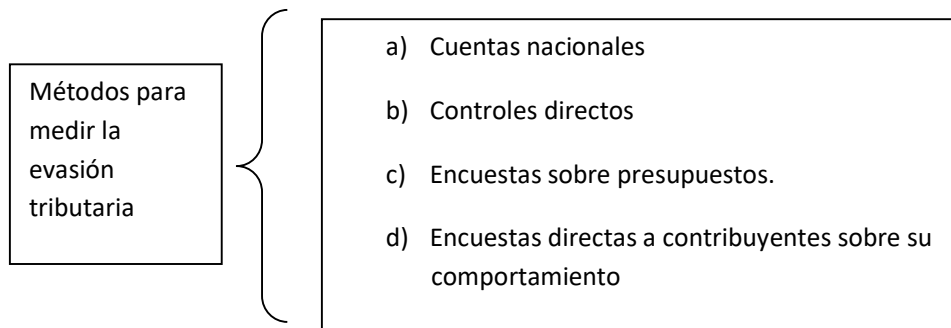 Métodos para
medir la
evasión
tributaria
a) Cuentas nacionales
b) Controles directos
c) Encuestas sobre presupuestos.
d) Encuestas directas a contribuyentes sobre su
comportamiento